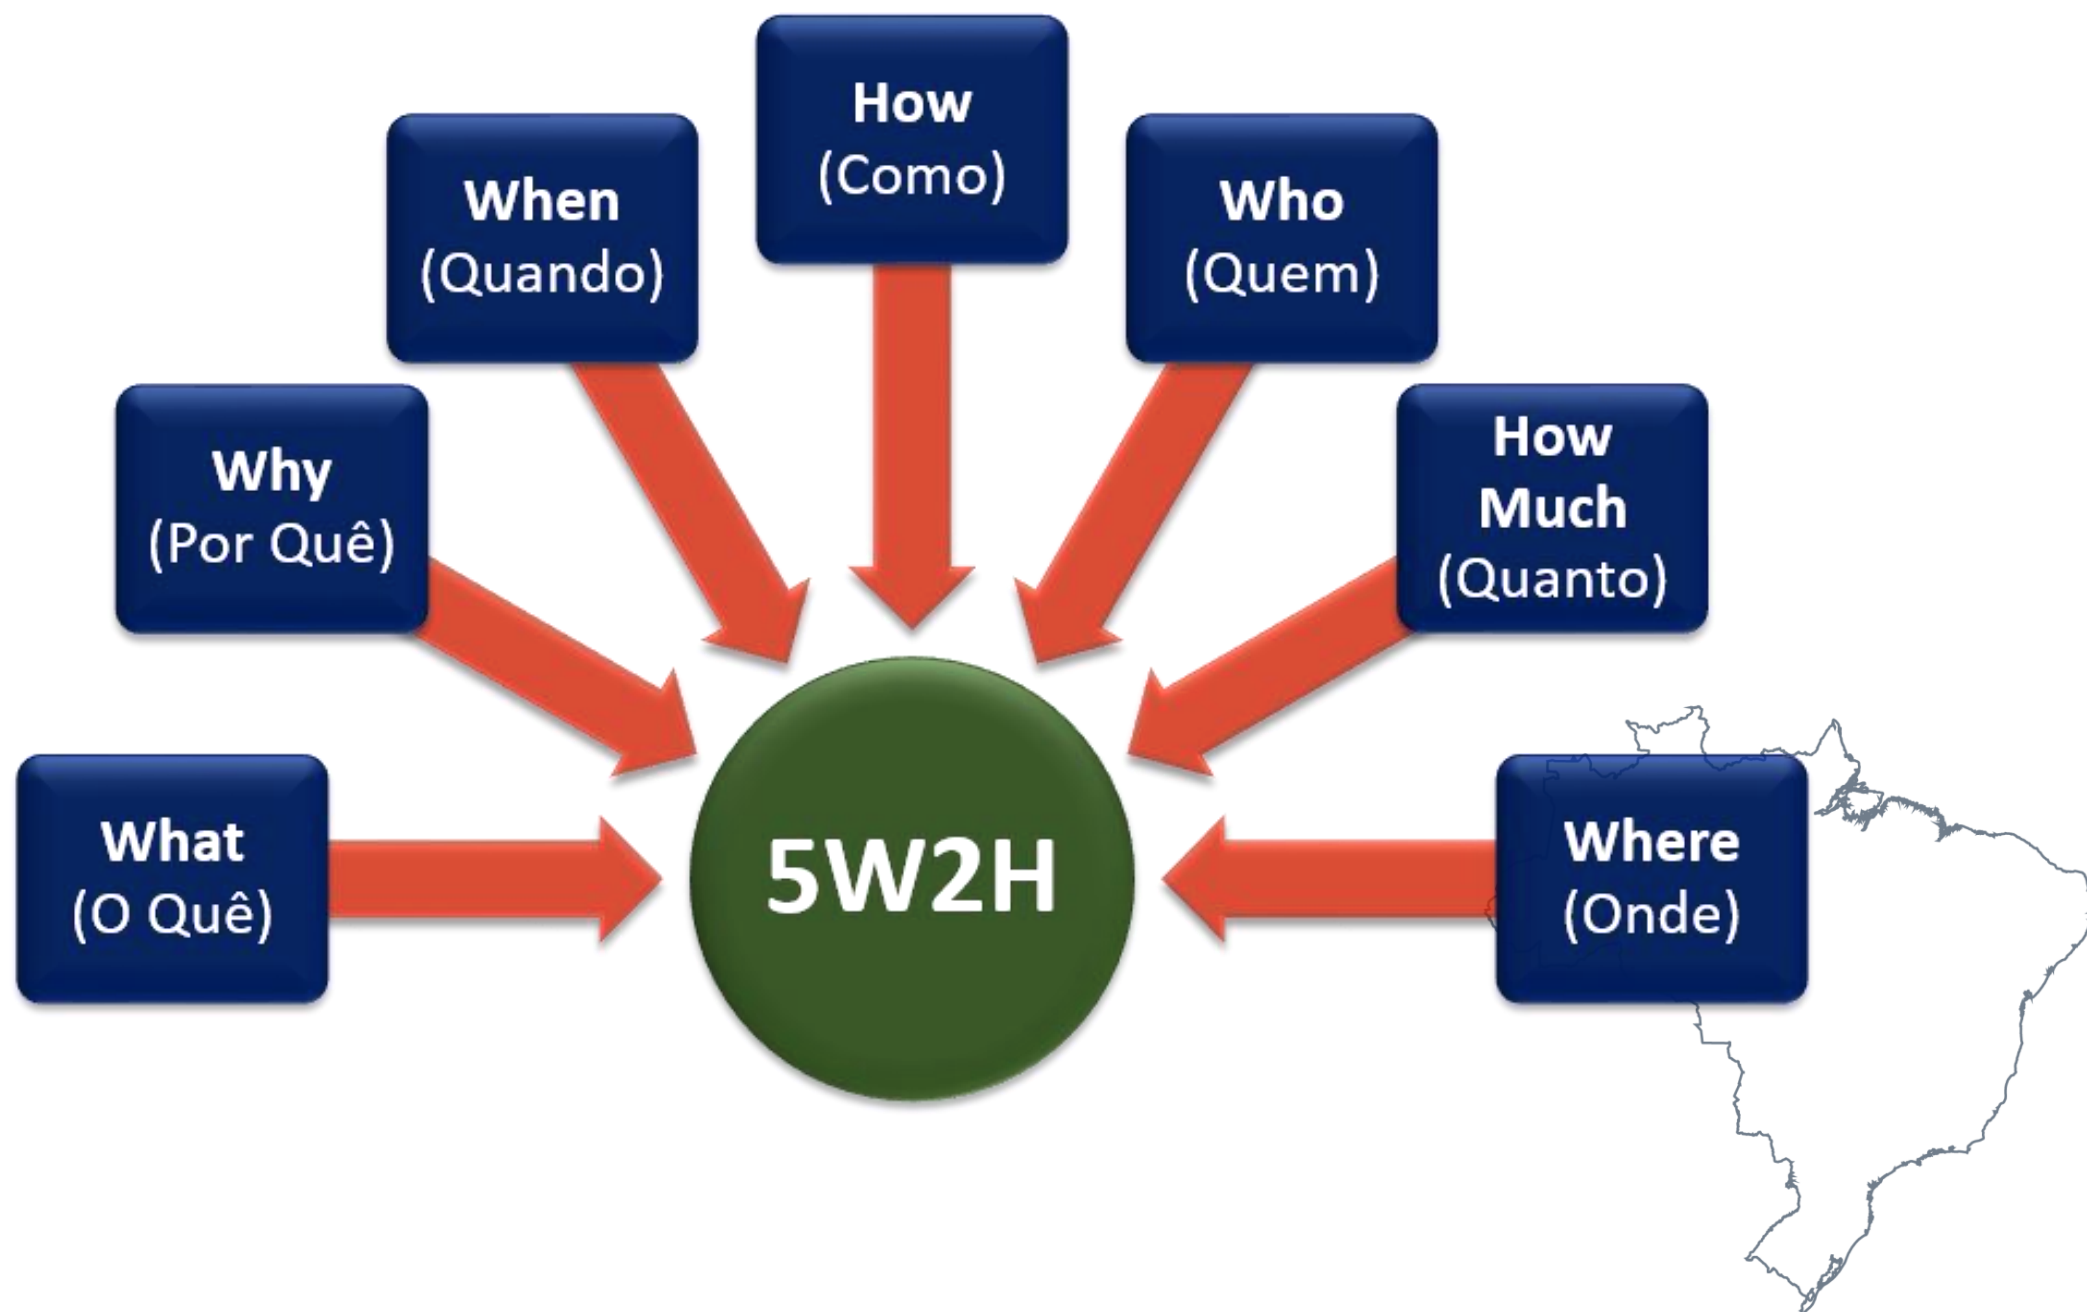 How
(Como)
When
(Quando)
Who
(Quem)
Why
(Por Quê)
How
Much
(Quanto)
What
(O Quê)
5W2H
Where
(Onde)